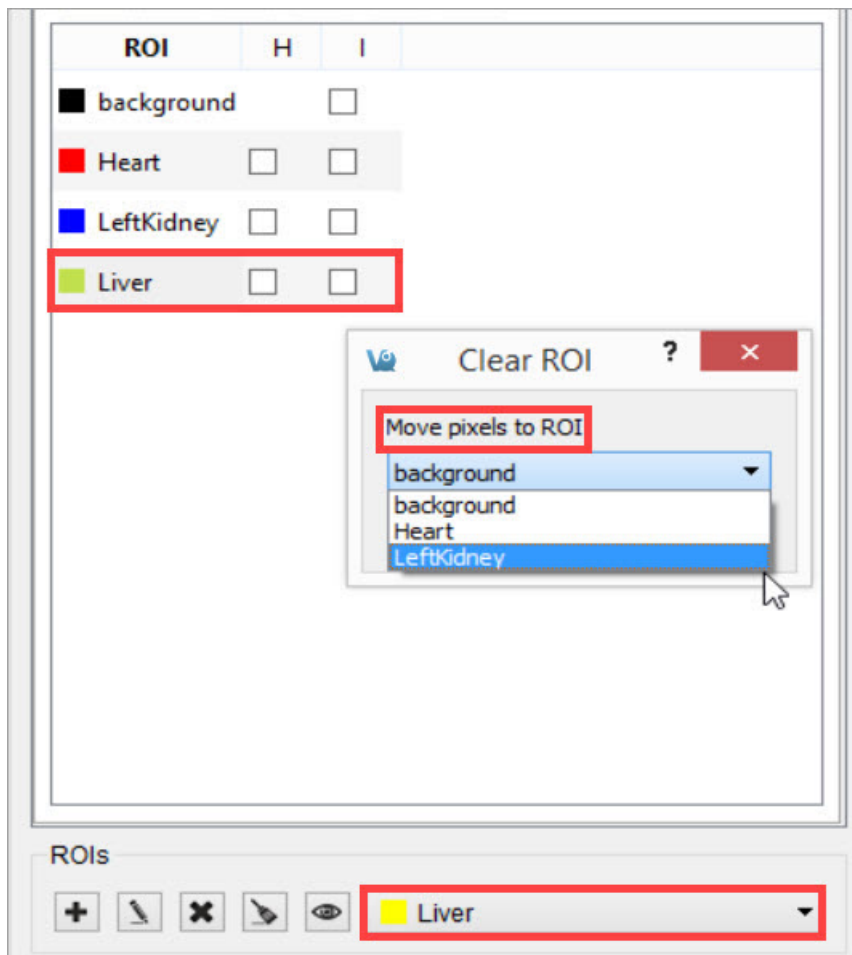 ROI H I
background
Heart
LeftKidney
Liver
Clear ROI ?
Move pixels to ROI
background
background
Heart
LeftKidney
ROIs
Liver